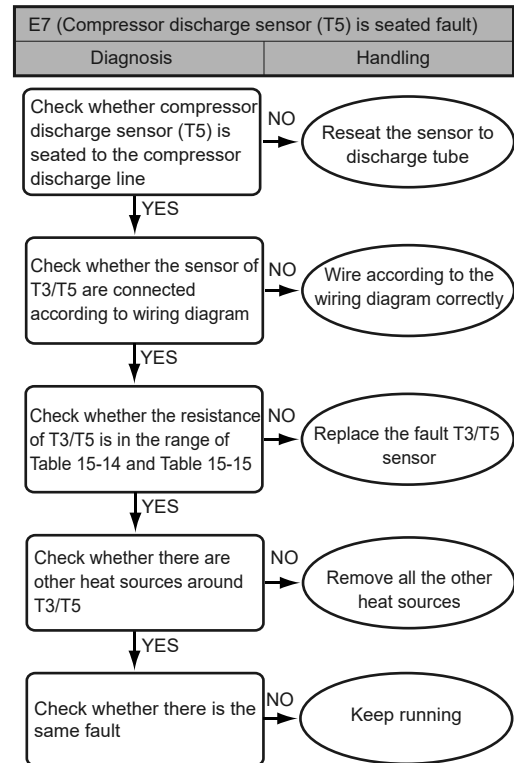 E7 (Compressor discharge sensor (T5) is seated fault)
Diagnosis
Handling
Check whether compressor
discharge sensor (T5) is
seated to the compressor
discharge line
NO
Reseat the sensor to
discharge tube
YES
Check whether the sensor of
T3/T5 are connected
according to wiring diagram
NO
Wire according to the
wiring diagram correctly
YES
Check whether the resistance
of T3/T5 is in the range of
Table 15-14 and Table 15-15
NO
Replace the fault T3/T5
sensor
YES
Check whether there are
other heat sources around
T3/T5
NO
Remove all the other
heat sources
YES
Check whether there is the
same fault
NO
Keep running